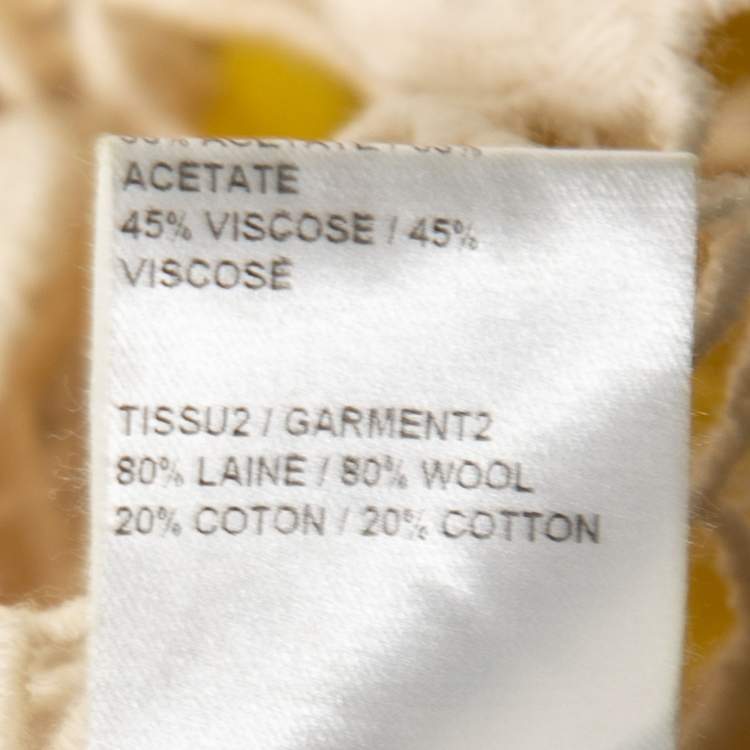 ACETATE
45% VISCOSE / 45%
VISCOSE
TISSU2 / GARMENT2
80% LAINE / 80% WOOL
20% COTON / 20% COTTON